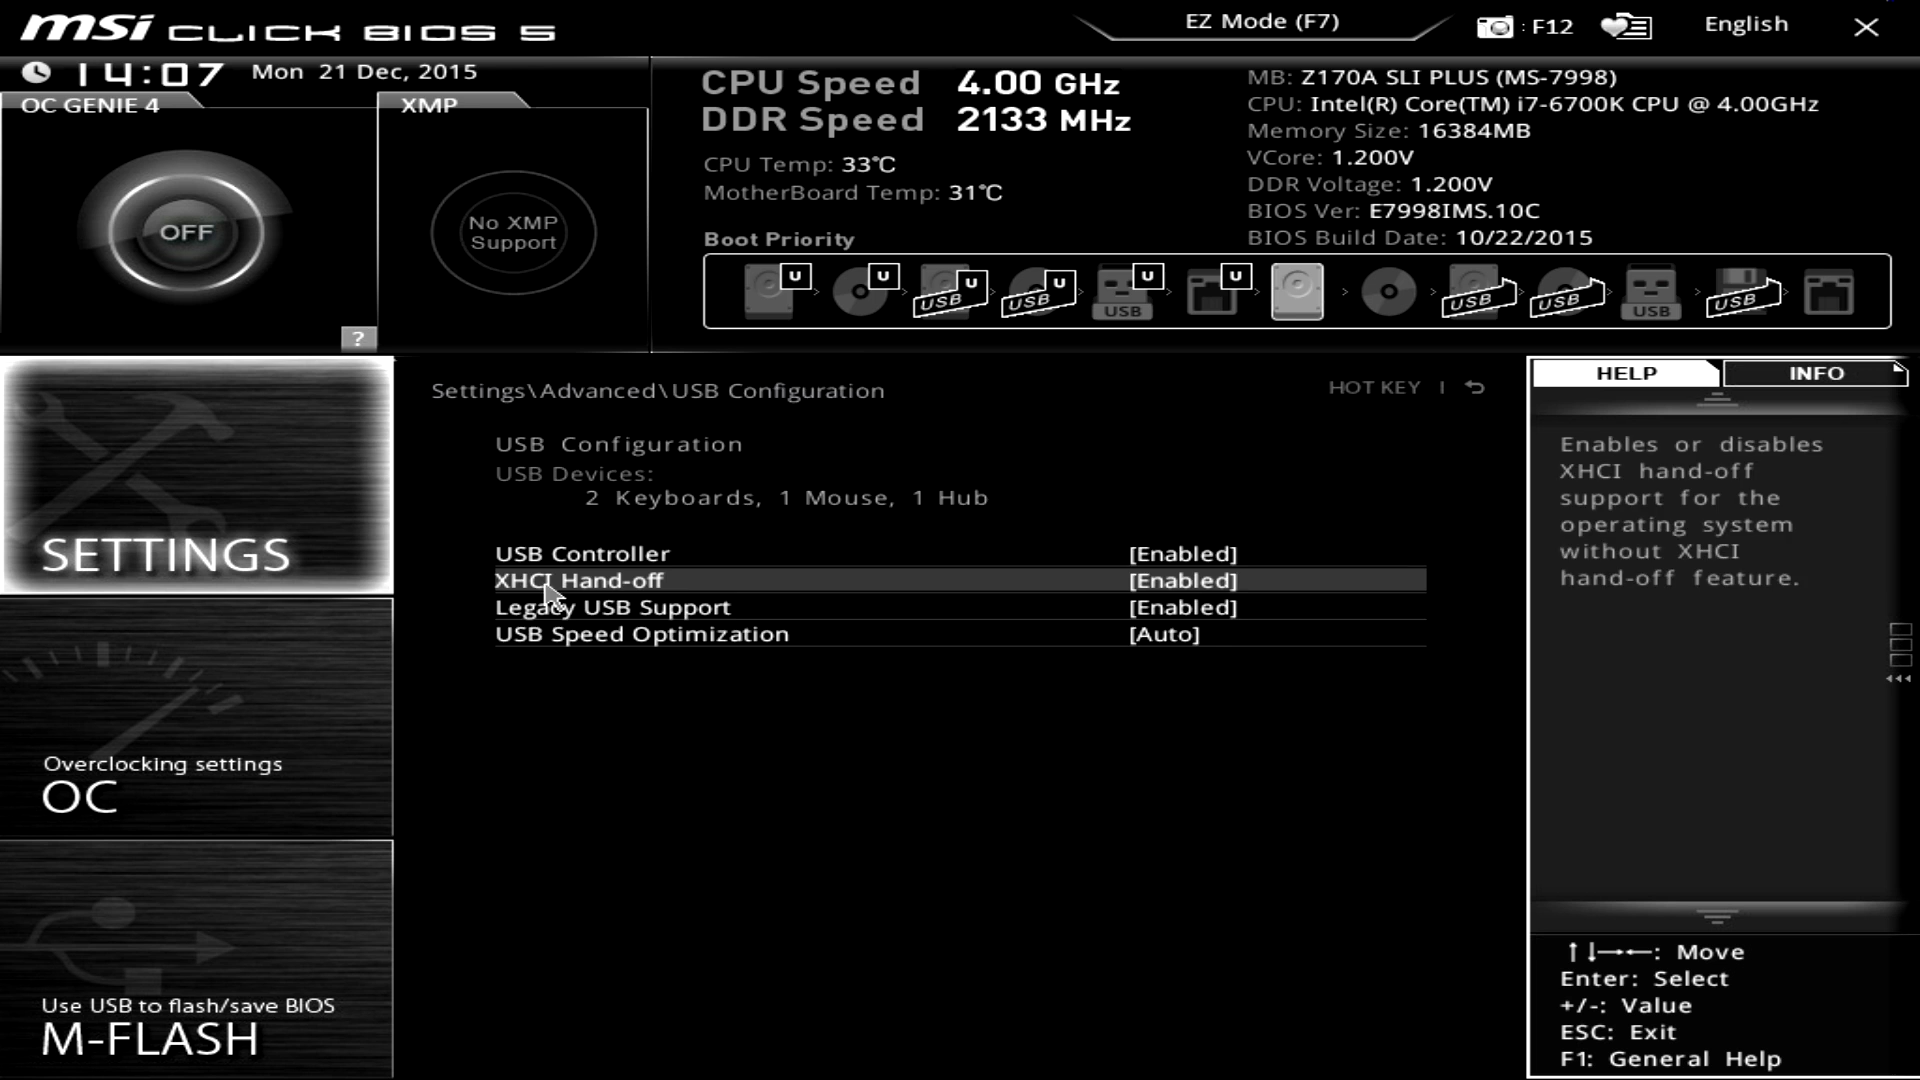 msi CLICK BIOS 5
EZ Mode (F7)
: F12
English
14:07 Mon 21 Dec, 2015
OC GENIE 4
XMP
OFF
No XMP
Support
?
CPU Speed 4.00 GHz
DDR Speed 2133 MHz
CPU Temp: 33°C
MotherBoard Temp: 31°C
MB: Z170A SLI PLUS (MS-7998)
CPU: Intel(R) Core(TM) i7-6700K CPU @ 4.00GHz
Memory Size: 16384MB
VCore: 1.200V
DDR Voltage: 1.200V
BIOS Ver: E7998IMS.10C
BIOS Build Date: 10/22/2015
Boot Priority
U U USB U USB U USB U U USB USB USB USB
SETTINGS
Overclocking settings
OC
Use USB to flash/save BIOS
M-FLASH
Settings\Advanced\USB Configuration
HOT KEY |
USB Configuration
USB Devices:
2 Keyboards, 1 Mouse, 1 Hub
USB Controller [Enabled]
XHCI Hand-off [Enabled]
Legacy USB Support [Enabled]
USB Speed Optimization [Auto]
HELP
INFO
Enables or disables
XHCI hand-off
support for the
operating system
without XHCI
hand-off feature.
↑↓→←: Move
Enter: Select
+/-: Value
ESC: Exit
F1: General Help